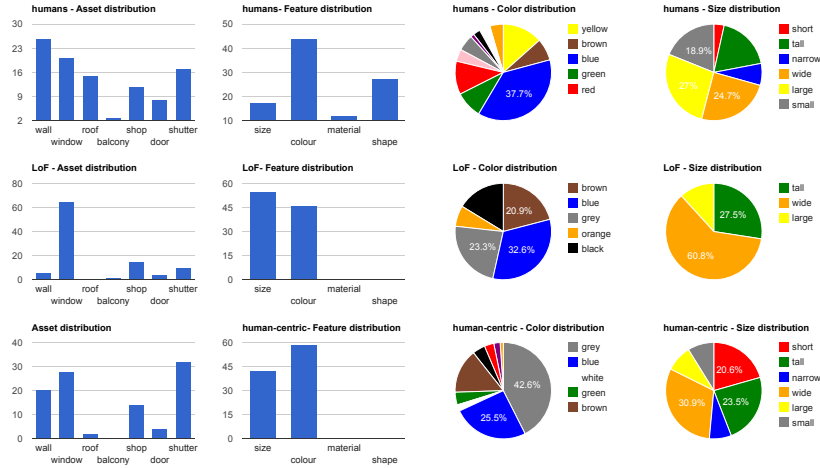 humans - Asset distribution
30
23
16
9
2
wall
window
roof
balcony
shop
door
shutter
humans- Feature distribution
50
40
30
20
10
size
colour
material
shape
humans - Color distribution
37.7%
yellow
brown
blue
green
red
humans - Size distribution
18.9%
27%
24.7%
short
tall
narrow
wide
large
small
LoF - Asset distribution
80
60
40
20
0
wall
window
roof
balcony
shop
door
shutter
LoF- Feature distribution
60
45
30
15
0
size
colour
material
shape
LoF - Color distribution
20.9%
23.3%
32.6%
brown
blue
grey
orange
black
LoF - Size distribution
27.5%
60.8%
tall
wide
large
Asset distribution
40
30
20
10
0
wall
window
roof
balcony
shop
door
shutter
human-centric- Feature distribution
60
45
30
15
0
size
colour
material
shape
human-centric - Color distribution
42.6%
25.5%
grey
blue
white
green
brown
human-centric - Size distribution
20.6%
30.9%
23.5%
short
tall
narrow
wide
large
small